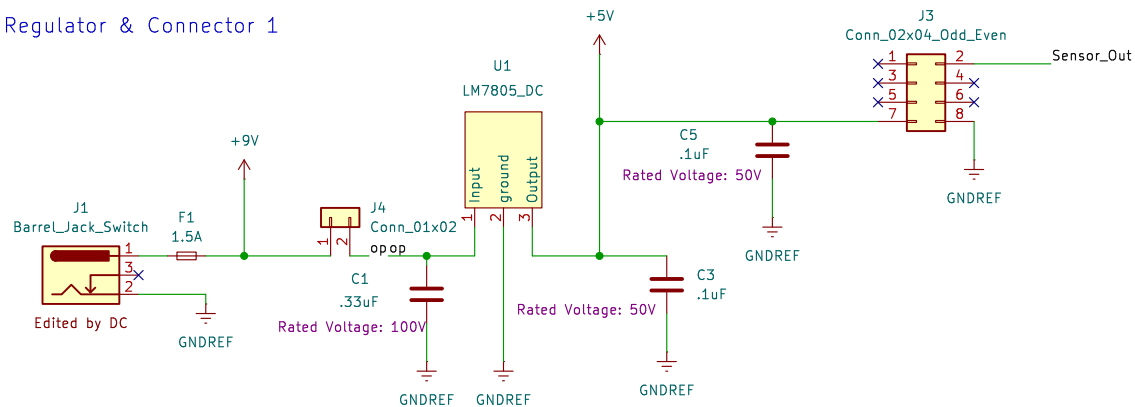 Regulator & Connector 1
+5V
J3
Conn_02x04_Odd_Even
1
2
Sensor_Out
3
4
5
6
7
8
GNDREF
U1
LM7805_DC
Input
ground
Output
1
2
3
C5
.1uF
Rated Voltage: 50V
GNDREF
+9V
J1
Barrel_Jack_Switch
1
3
2
Edited by DC
F1
1.5A
GNDREF
J4
Conn_01x02
1
2
op
op
C1
.33uF
Rated Voltage: 100V
GNDREF
GNDREF
C3
.1uF
Rated Voltage: 50V
GNDREF